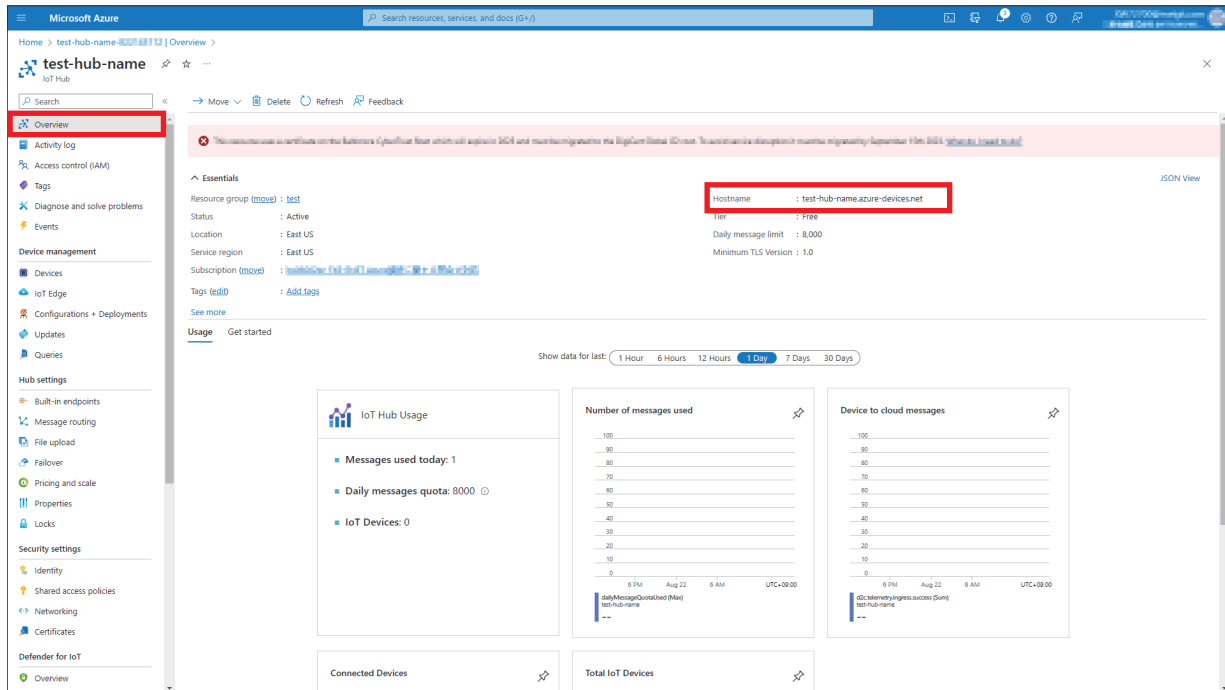 Microsoft Azure
Search resources, services, and docs (G+/)
Home > test-hub-name- | Overview >
test-hub-name
IoT Hub
Search
Move
Delete
Refresh
Feedback
Overview
Activity log
Access control (IAM)
Tags
Diagnose and solve problems
Events
Device management
Devices
IoT Edge
Configurations + Deployments
Updates
Queries
Hub settings
Built-in endpoints
Message routing
File upload
Failover
Pricing and scale
Properties
Locks
Security settings
Identity
Shared access policies
Networking
Certificates
Defender for IoT
Overview
Essentials
JSON View
Resource group (move) : test
Status : Active
Location : East US
Service region : East US
Subscription (move) :
Tags (edit) : Add tags
See more
Hostname : test-hub-name.azure-devices.net
Tier : Free
Daily message limit : 8,000
Minimum TLS Version : 1.0
Usage Get started
Show data for last: 1 Hour 6 Hours 12 Hours 1 Day 7 Days 30 Days
IoT Hub Usage
Messages used today: 1
Daily messages quota: 8000
IoT Devices: 0
Number of messages used
100
90
80
70
60
50
40
30
20
10
0
6 PM Aug 22 6 AM UTC+09:00
dailyMessageQuotaUsed (Max)
test-hub-name
--
Device to cloud messages
100
90
80
70
60
50
40
30
20
10
0
6 PM Aug 22 6 AM UTC+09:00
d2c.telemetry.ingress.success (Sum)
test-hub-name
--
Connected Devices
Total IoT Devices